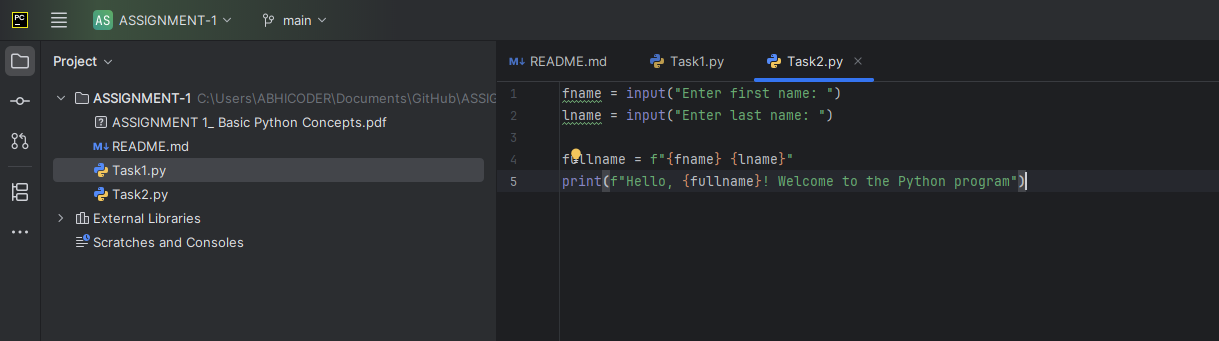 PC
AS ASSIGNMENT-1 main
Project
README.md Task1.py Task2.py
ASSIGNMENT-1 C:\Users\ABHICODER\Documents\GitHub\ASSIG
ASSIGNMENT 1_ Basic Python Concepts.pdf
M↓ README.md
Task1.py
Task2.py
External Libraries
Scratches and Consoles
1 fname = input("Enter first name: ")
2 lname = input("Enter last name: ")
3
4 fullname = f"{fname} {lname}"
5 print(f"Hello, {fullname}! Welcome to the Python program")